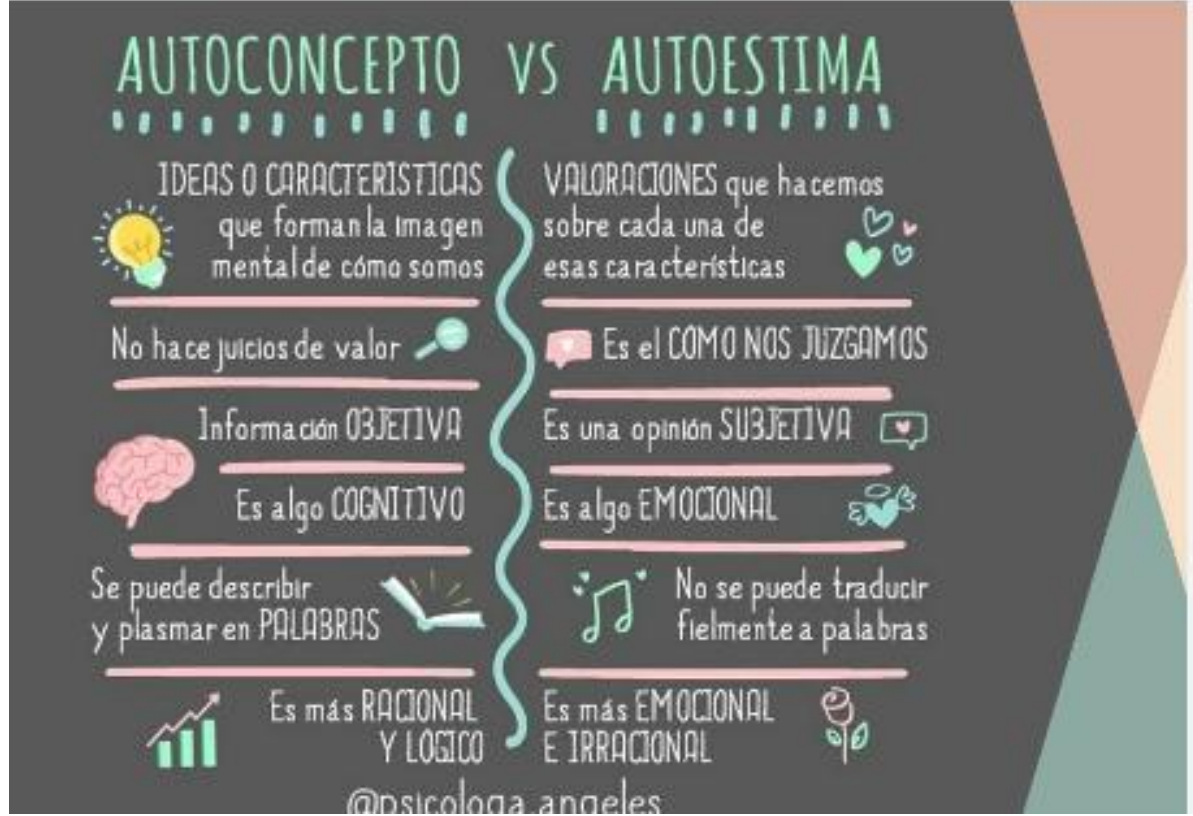 AUTOCONCEPTO VS AUTOESTIMA
IDEAS O CARACTERÍSTICAS
que forman la imagen
mental de cómo somos
VALORACIONES que hacemos
sobre cada una de
esas características
No hace juicios de valor
Es el COMO NOS JUZGAMOS
Información OBJETIVA
Es una opinión SUBJETIVA
Es algo COGNITIVO
Es algo EMOCIONAL
Se puede describir
y plasmar en PALABRAS
No se puede traducir
fielmente a palabras
Es más RACIONAL
Y LÓGICO
Es más EMOCIONAL
E IRRACIONAL
@psicologa.angeles